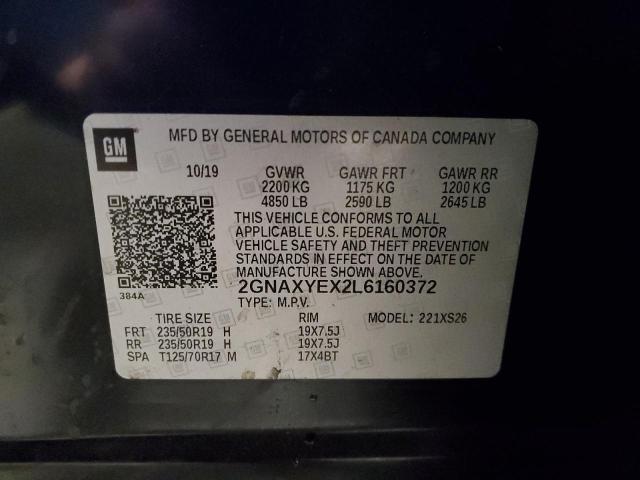 GM
MFD BY GENERAL MOTORS OF CANADA COMPANY
10/19 GVWR GAWR FRT GAWR RR
2200 KG 1175 KG 1200 KG
4850 LB 2590 LB 2645 LB
THIS VEHICLE CONFORMS TO ALL
APPLICABLE U.S. FEDERAL MOTOR
VEHICLE SAFETY AND THEFT PREVENTION
STANDARDS IN EFFECT ON THE DATE OF
MANUFACTURE SHOWN ABOVE.
384A 2GNAXYEX2L6160372
TYPE: M.P.V.
TIRE SIZE RIM MODEL: 221XS26
FRT 235/50R19 H 19X7.5J
RR 235/50R19 H 19X7.5J
SPA T125/70R17 M 17X4BT